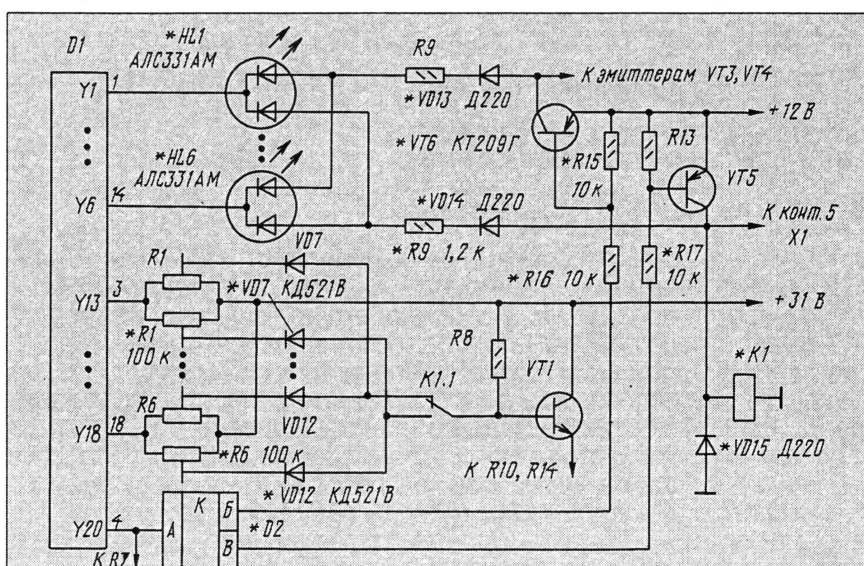 D1
*HL1
АЛС331АМ
Y1
1
R9
К эмиттерам VT3, VT4
*VD13 Д220
+12 В
*VT6 КТ209Г
*R15
10 к
R13
VT5
*HL6
АЛС331АМ
Y6
14
*VD14 Д220
К конт. 5
X1
*R9 1,2 к
*R16 10 к
*R17
10 к
R1
VD7
*VD7 КД521В
Y13
3
+31 В
*R1
100 к
R8
*K1
K1.1
VT1
R6
VD12
Y18
18
*R6 100 к
*VD15 Д220
К R10, R14
*VD12 КД521В
Y20
4
А
К
Б
*D2
В
К R7